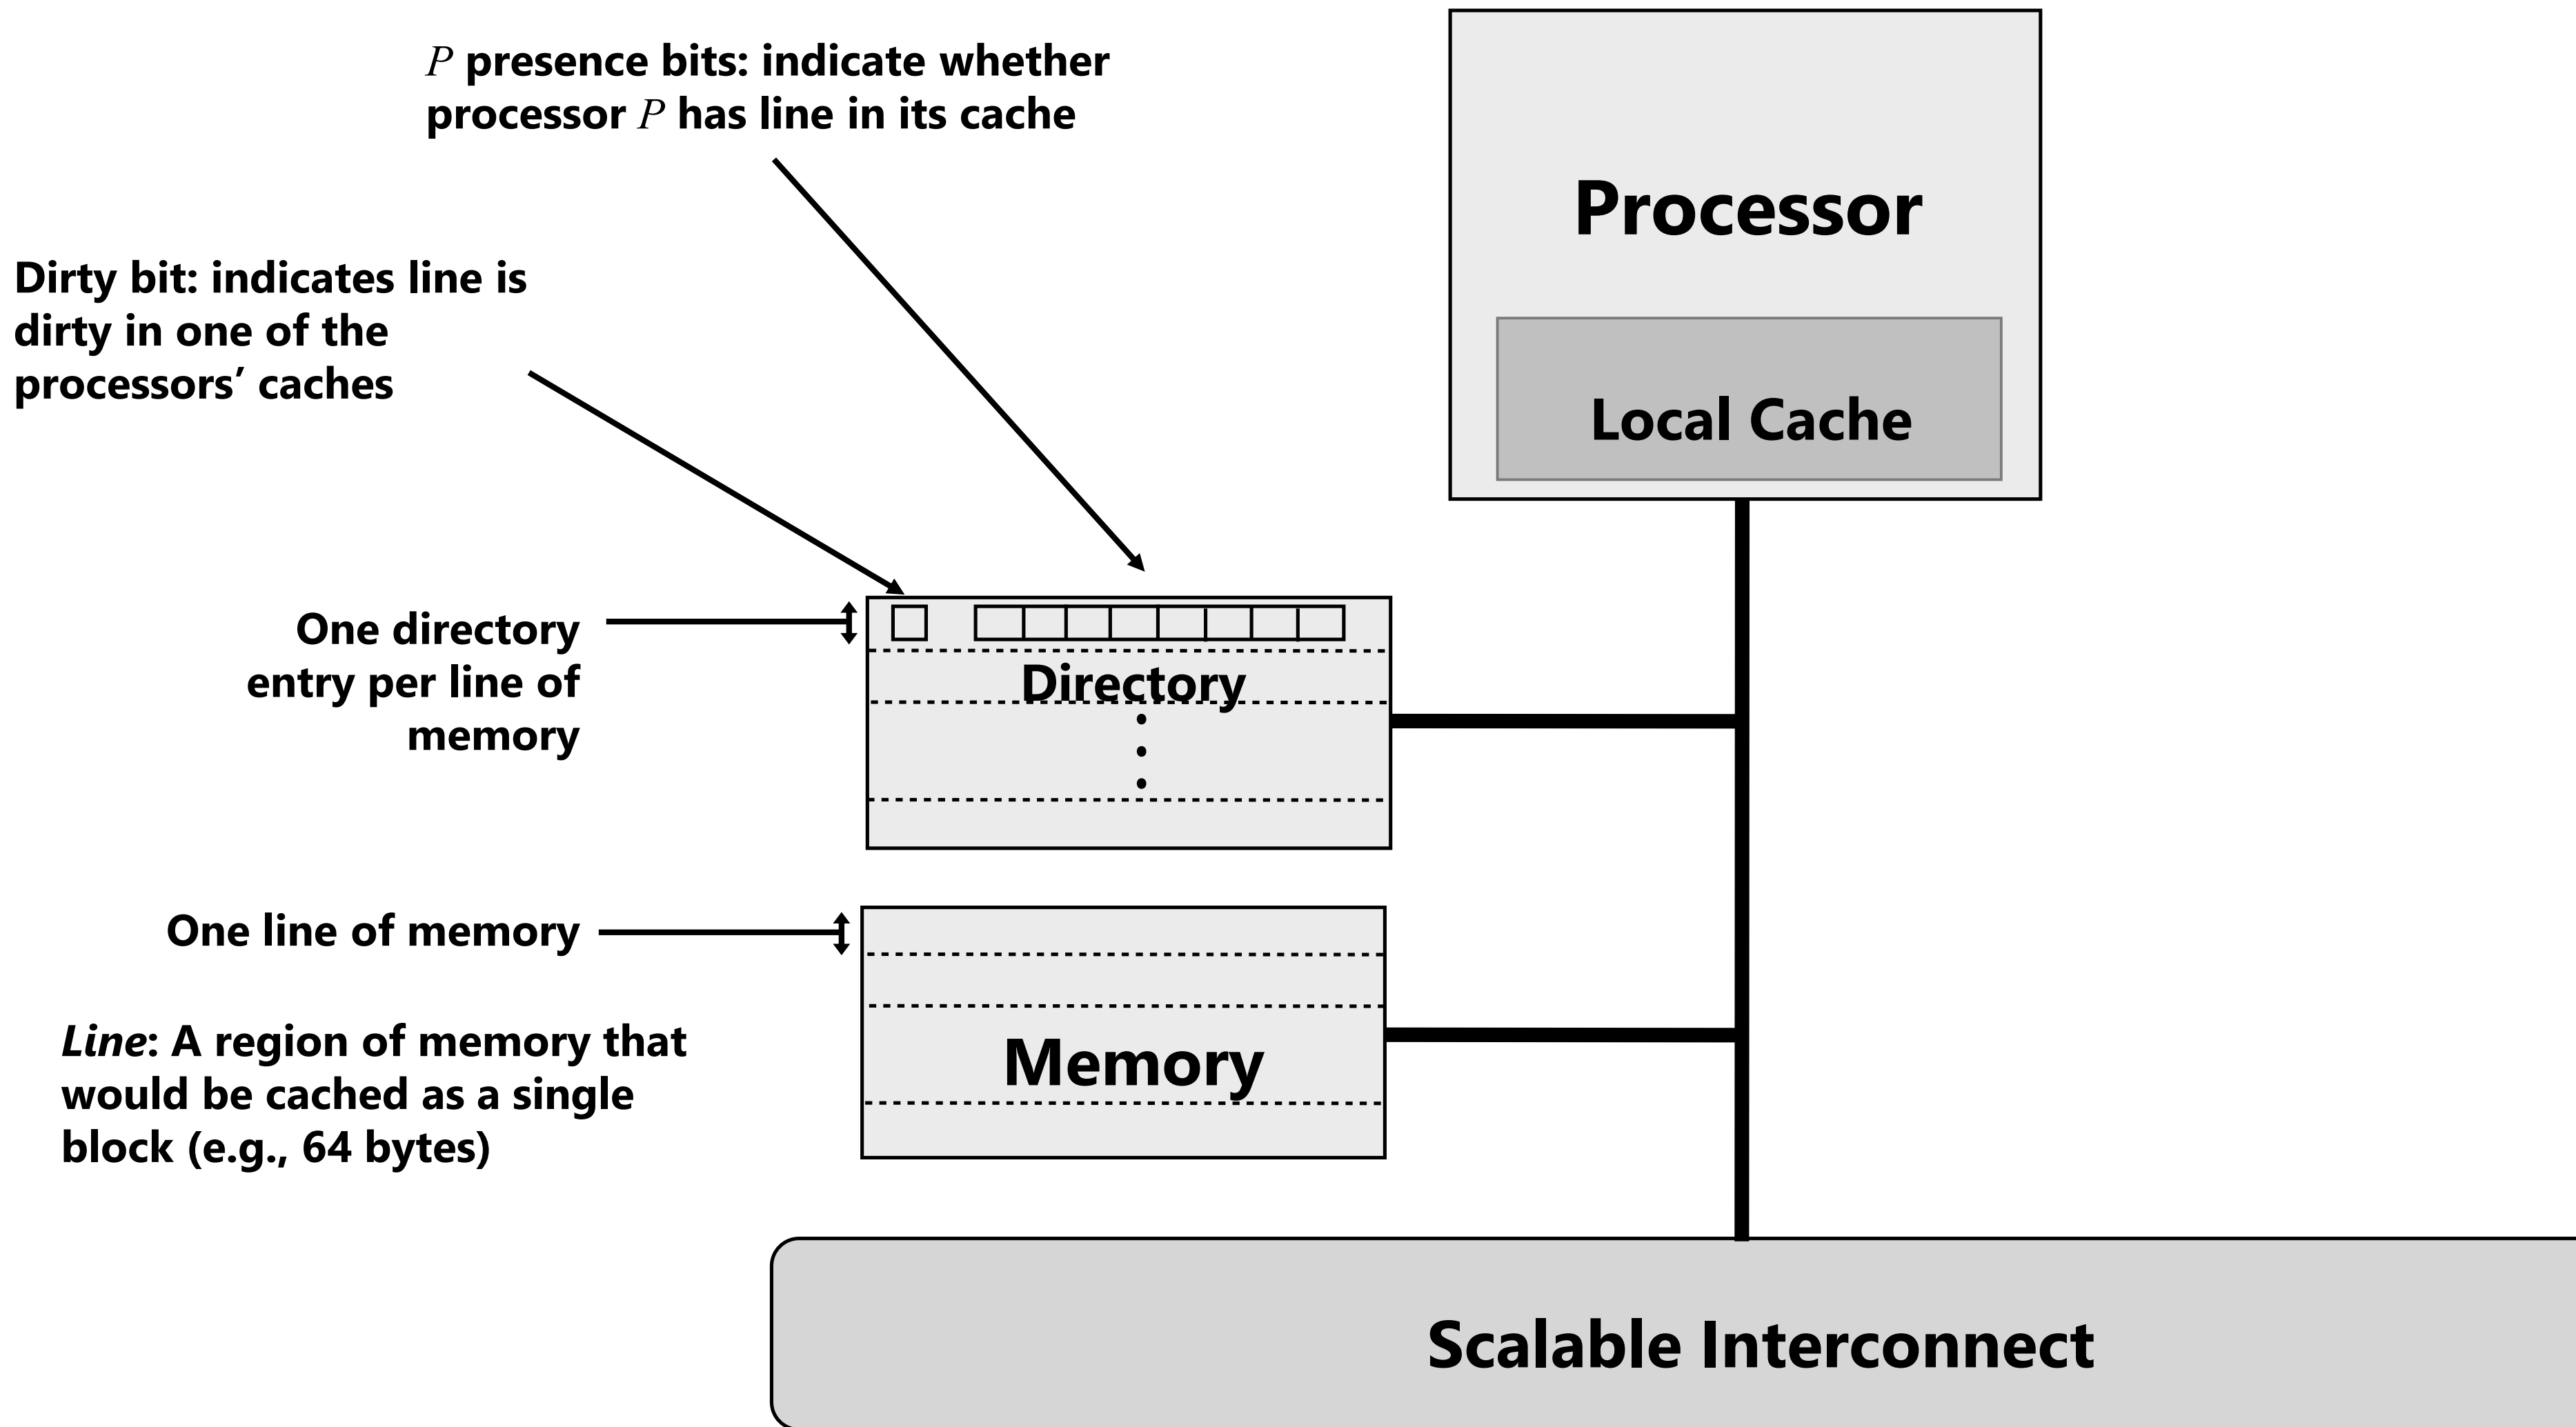 P presence bits: indicate whether
processor P has line in its cache
Processor
Dirty bit: indicates line is
dirty in one of the
processors’ caches
Local Cache
One directory
entry per line of
memory
Directory
One line of memory
Line: A region of memory that
would be cached as a single
block (e.g., 64 bytes)
Memory
Scalable Interconnect